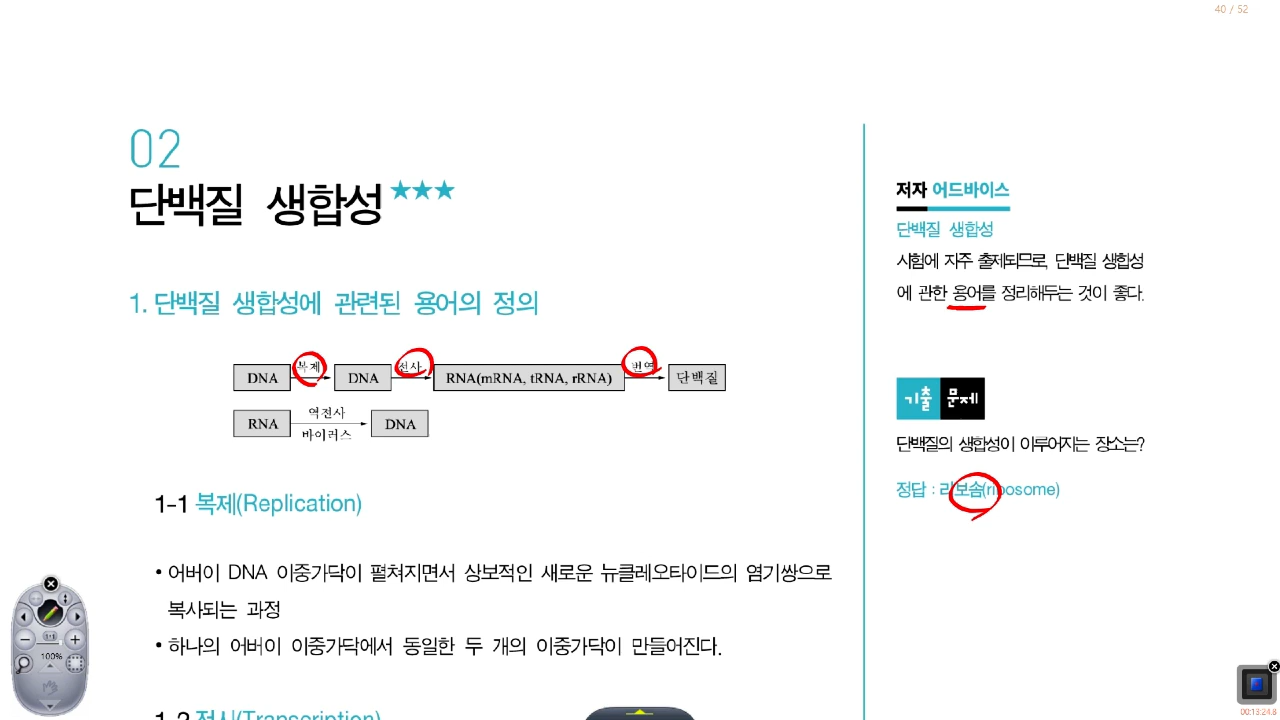 40 / 52
02
단백질 생합성★★★
1. 단백질 생합성에 관련된 용어의 정의
DNA 복제 DNA 전사 RNA(mRNA, tRNA, rRNA) 번역 단백질
RNA 역전사 바이러스 DNA
1-1 복제(Replication)
• 어버이 DNA 이중가닥이 펼쳐지면서 상보적인 새로운 뉴클레오타이드의 염기쌍으로
복사되는 과정
• 하나의 어버이 이중가닥에서 동일한 두 개의 이중가닥이 만들어진다.
1-2 전사(Transcription)
저자 어드바이스
단백질 생합성
시험에 자주 출제되므로, 단백질 생합성
에 관한 용어를 정리해두는 것이 좋다.
기출 문제
단백질의 생합성이 이루어지는 장소는?
정답 : 리보솜(ribosome)
100%
00:13:24.8